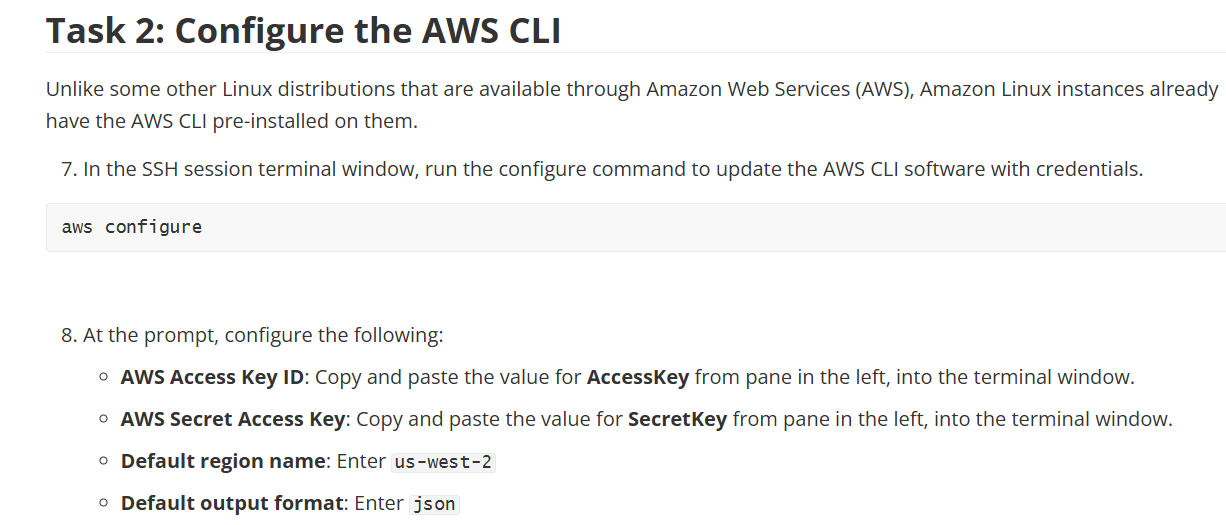 Task 2: Configure the AWS CLI
Unlike some other Linux distributions that are available through Amazon Web Services (AWS), Amazon Linux instances already
have the AWS CLI pre-installed on them.
7. In the SSH session terminal window, run the configure command to update the AWS CLI software with credentials.
aws configure
8. At the prompt, configure the following:
◦ AWS Access Key ID: Copy and paste the value for AccessKey from pane in the left, into the terminal window.
◦ AWS Secret Access Key: Copy and paste the value for SecretKey from pane in the left, into the terminal window.
◦ Default region name: Enter us-west-2
◦ Default output format: Enter json